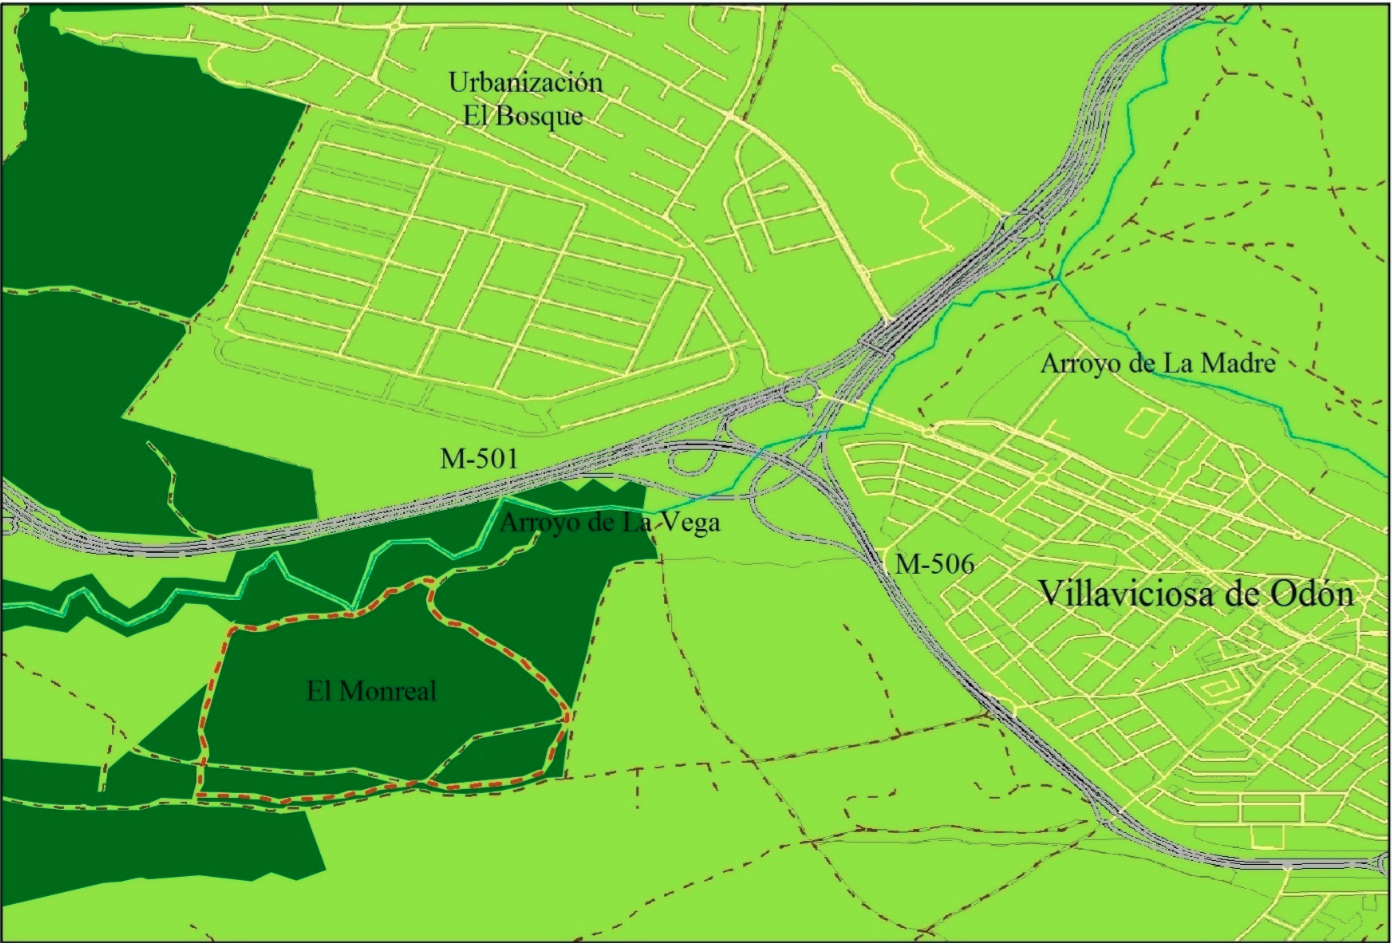 Urbanización
El Bosque
Arroyo de La Madre
M-501
Arroyo de La Vega
M-506
Villaviciosa de Odón
El Monreal